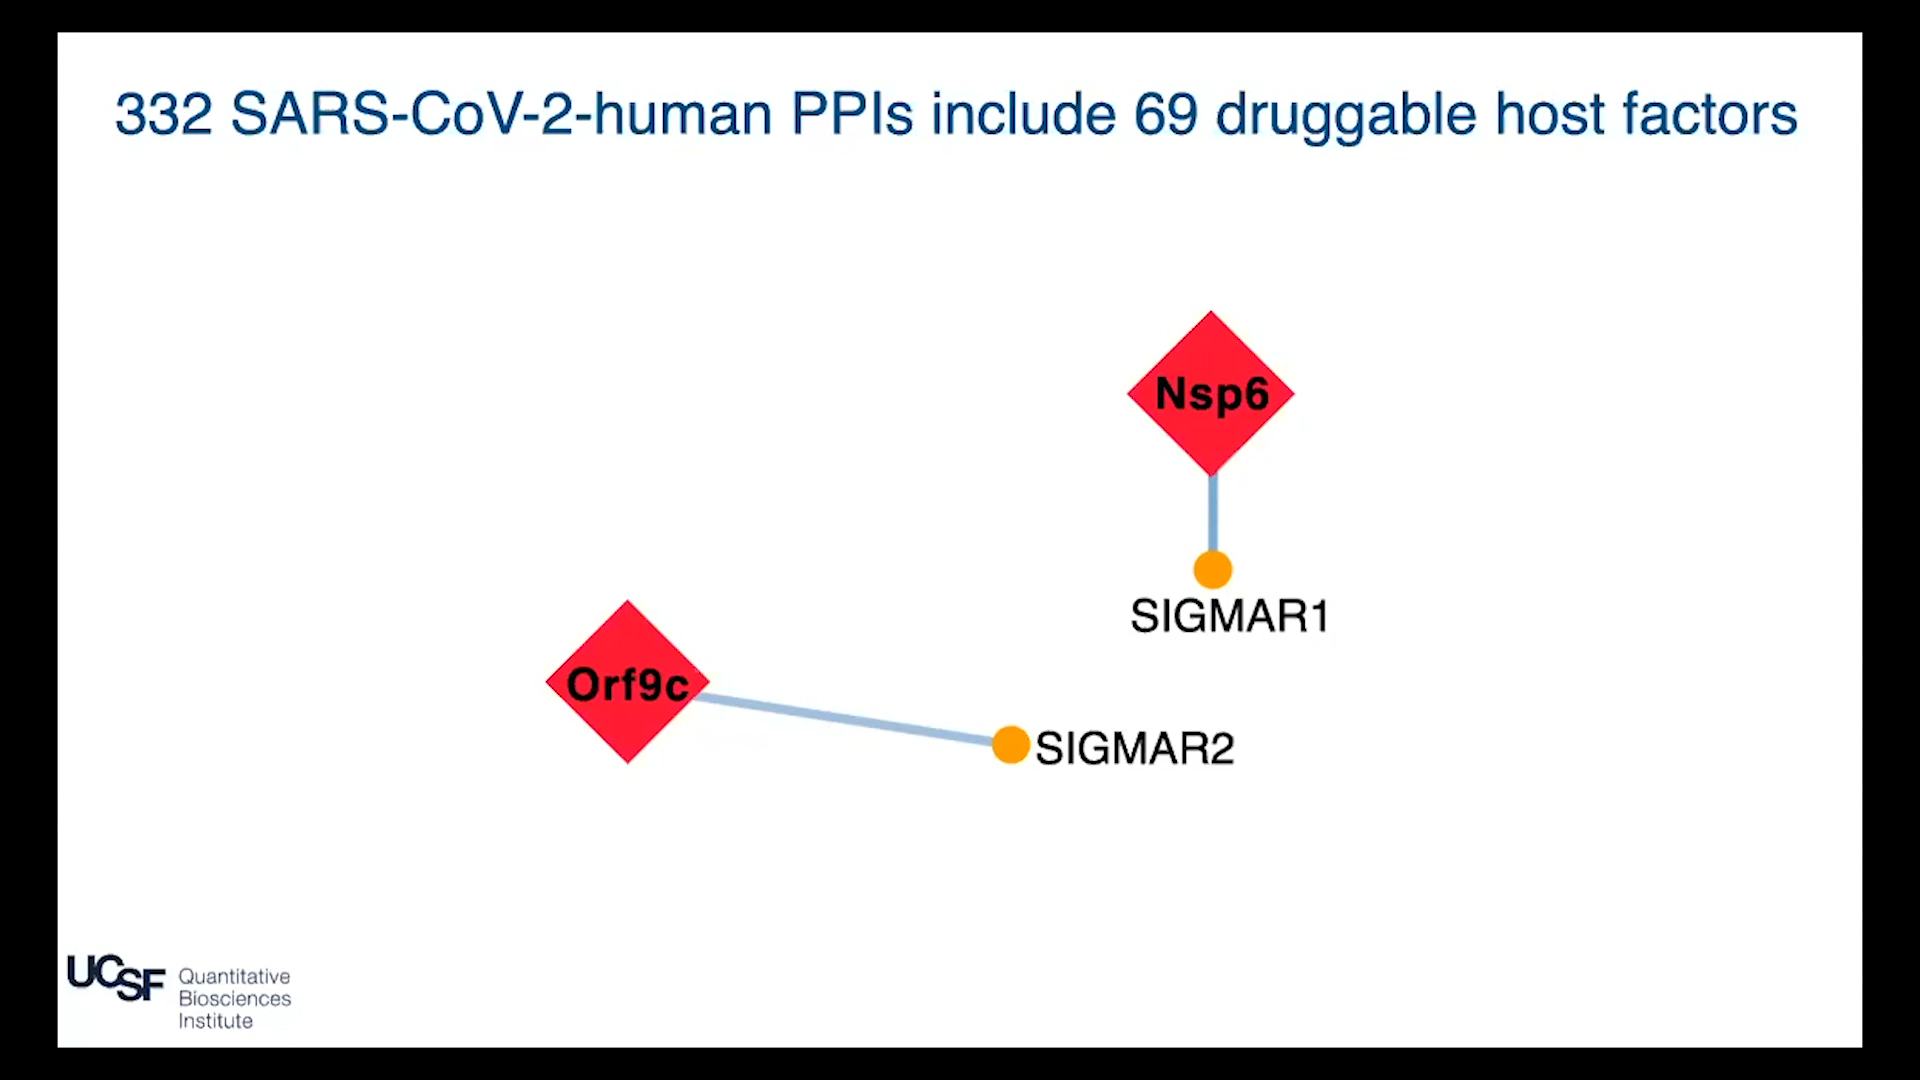 332 SARS-CoV-2-human PPIs include 69 druggable host factors
Nsp6
SIGMAR1
Orf9c
SIGMAR2
UCSF
Quantitative
Biosciences
Institute